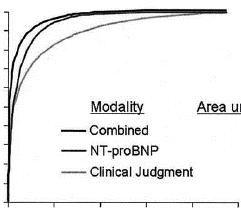 Modality Area u
Combined
NT-proBNP
Clinical Judgment